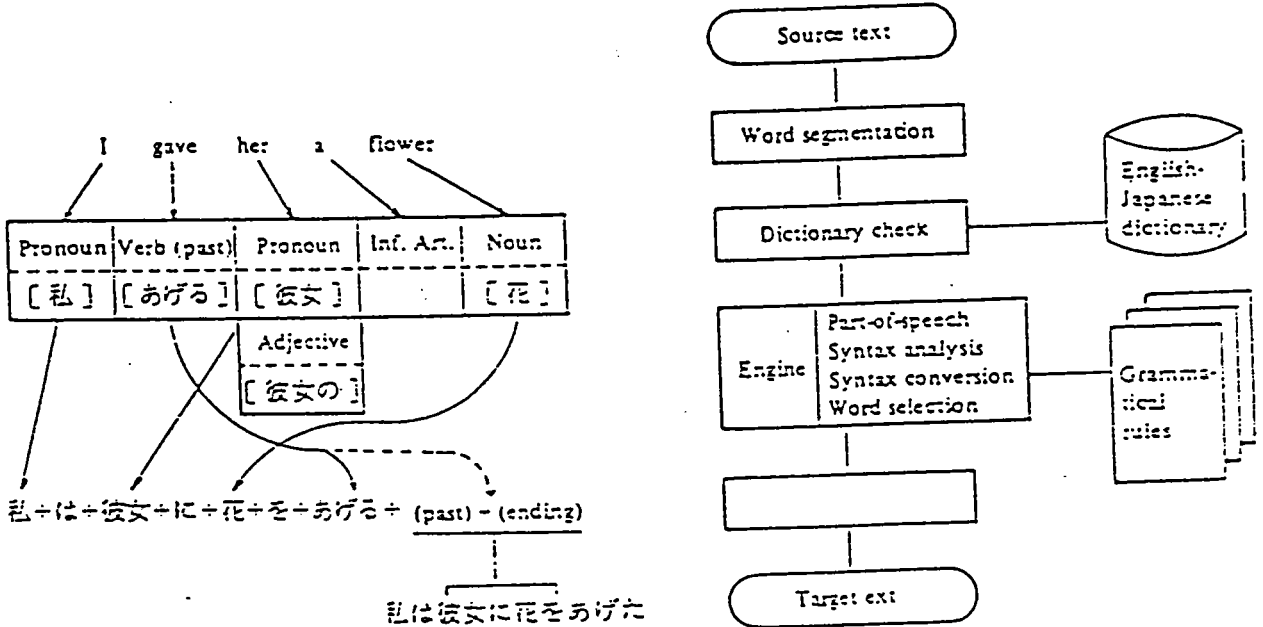 I gave her a flower
Pronoun Verb (past) Pronoun Inf. Art. Noun
[私] [あげる] [彼女] [花]
Adjective
[彼女の]
私+は+彼女+に+花+を+あげる+ (past) - (ending)
私は彼女に花をあげた
Source text
Word segmentation
English-
Japanese
dictionary
Dictionary check
Engine
Part-of-speech
Syntax analysis
Syntax conversion
Word selection
Gramma-
tical
rules
Target ext